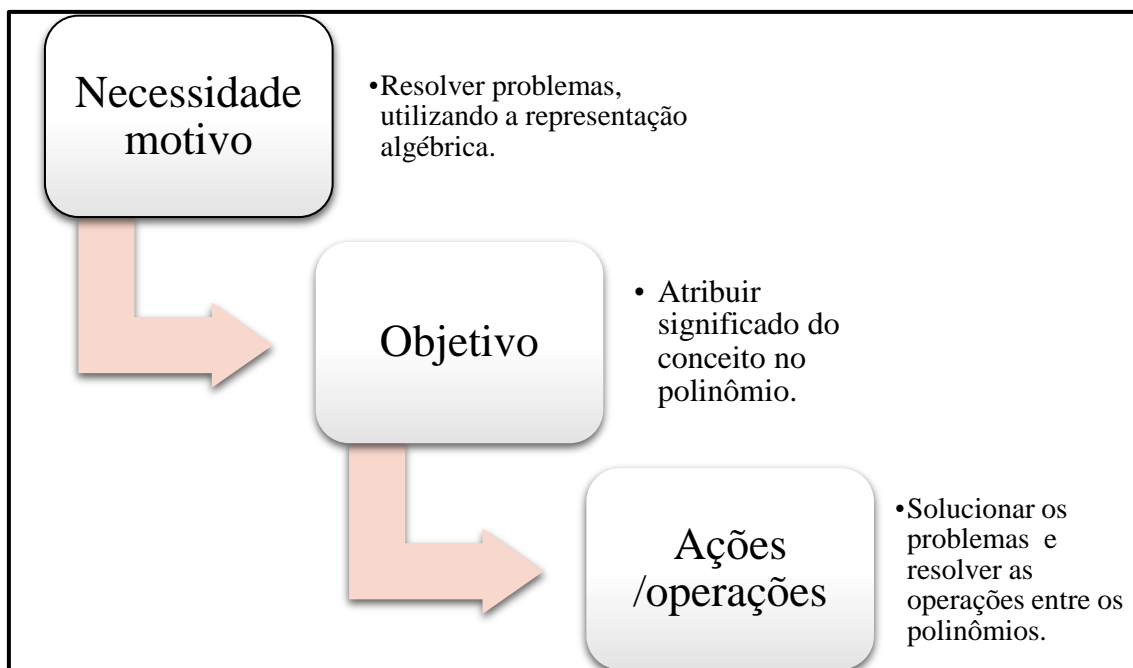 Necessidade
motivo
•Resolver problemas,
utilizando a representação
algébrica.
Objetivo
• Atribuir
significado do
conceito no
polinômio.
Ações
/operações
•Solucionar os
problemas e
resolver as
operações entre os
polinômios.